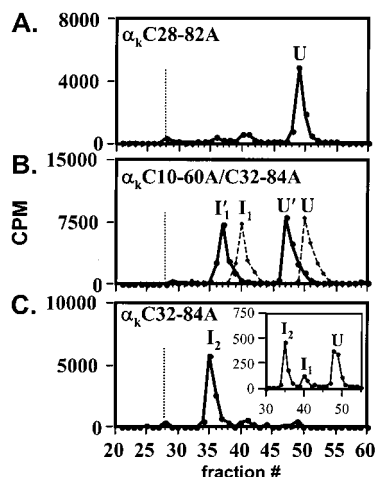 A.
αkC28-82A
U
8000
4000
0
B.
αkC10-60A/C32-84A
I′1 I1 U′ U
15000
7500
0
CPM
C.
αkC32-84A
I2
10000
5000
0
750
500
250
0
I2
I1
U
30 40 50
20 25 30 35 40 45 50 55 60
fraction #